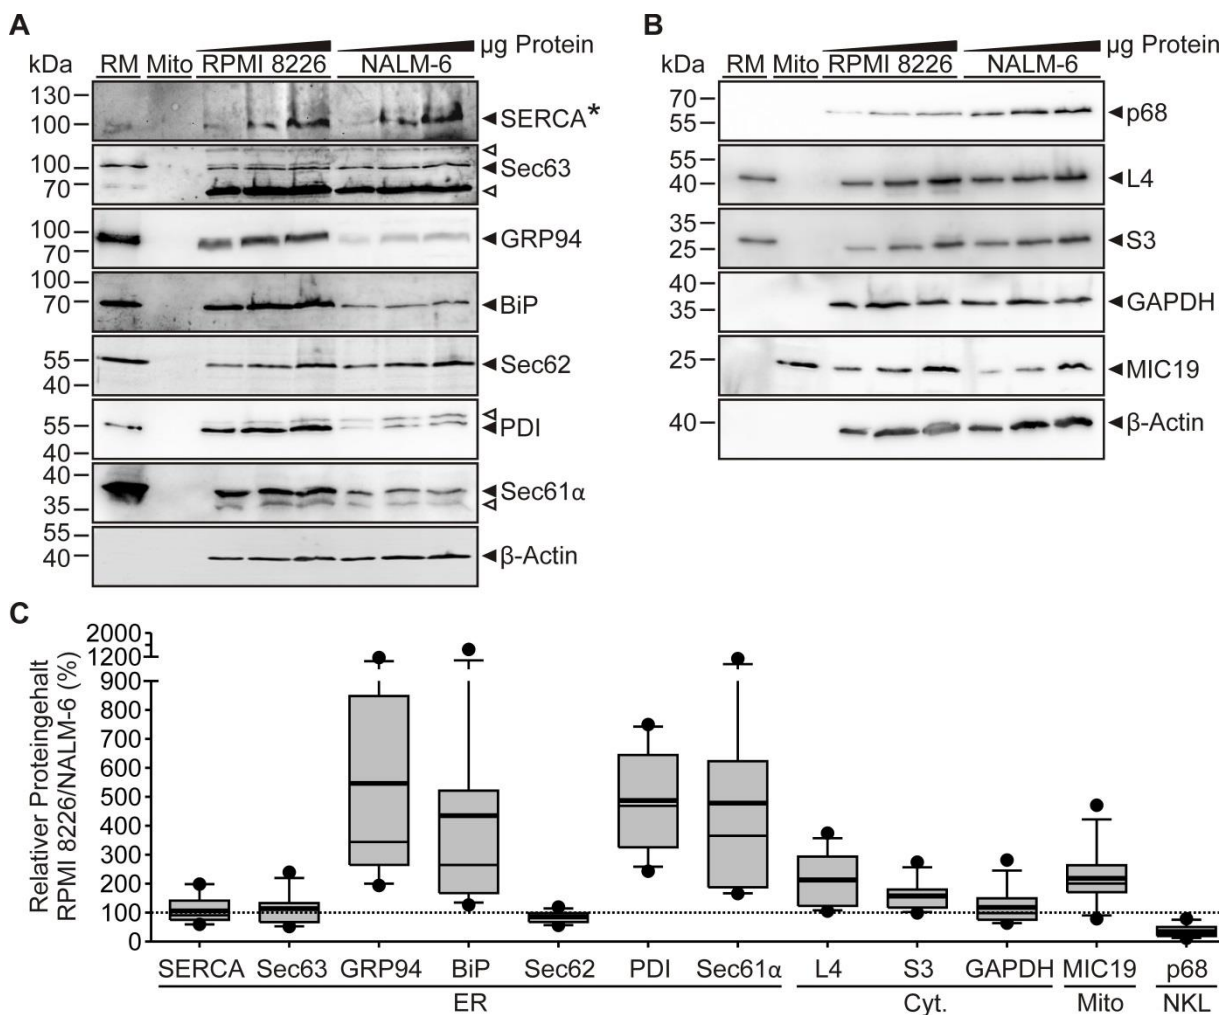 A
µg Protein
kDa RM Mito RPMI 8226 NALM-6
130
100
SERCA*
100
70
Sec63
100
70
GRP94
100
70
BiP
55
40
Sec62
55
40
PDI
40
35
Sec61α
55
40
β-Actin
B
µg Protein
kDa RM Mito RPMI 8226 NALM-6
70
55
p68
55
40
L4
35
25
S3
40
35
GAPDH
25
MIC19
40
β-Actin
C
Relativer Proteingehalt
RPMI 8226/NALM-6 (%)
2000
1200
900
800
700
600
500
400
300
200
100
0
SERCA Sec63 GRP94 BiP Sec62 PDI Sec61α L4 S3 GAPDH MIC19 p68
ER Cyt. Mito NKL